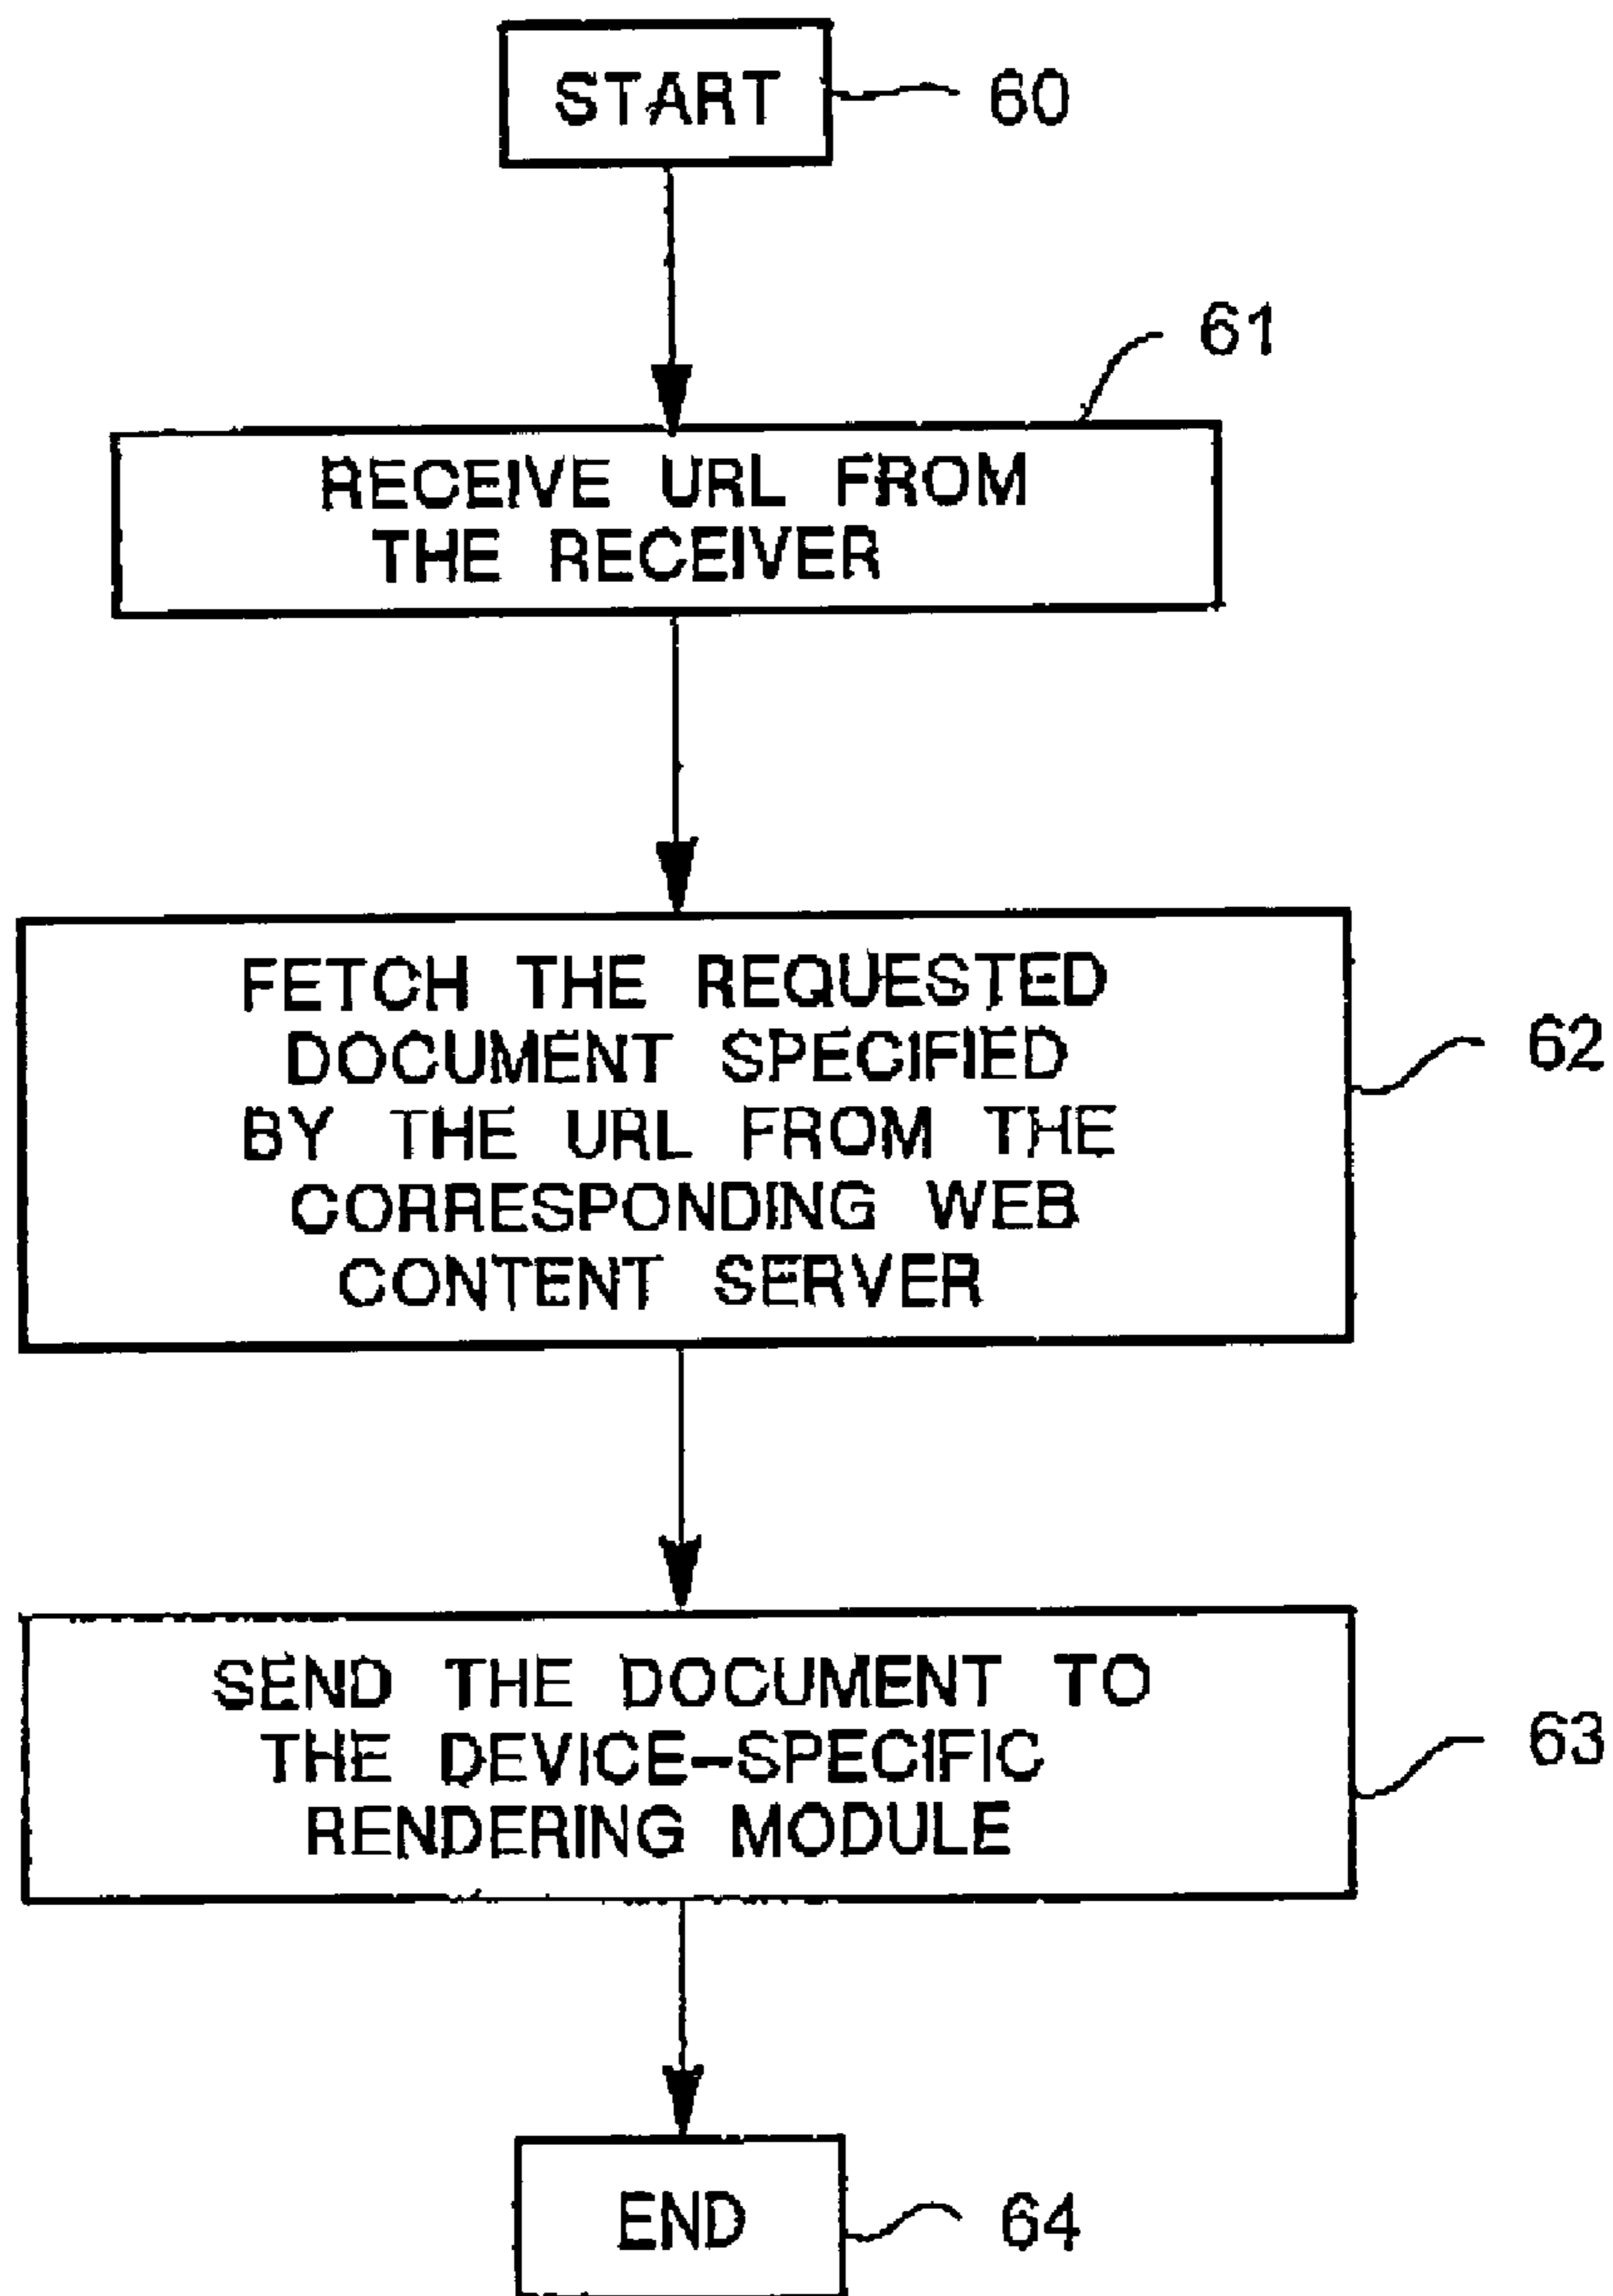 START
60
61
RECEIVE URL FROM
THE RECEIVER
FETCH THE REQUESTED
DOCUMENT SPECIFIED
BY THE URL FROM THE
CORRESPONDING WEB
CONTENT SERVER
62
SEND THE DOCUMENT TO
THE DEVICE-SPECIFIC
RENDERING MODULE
63
END
64